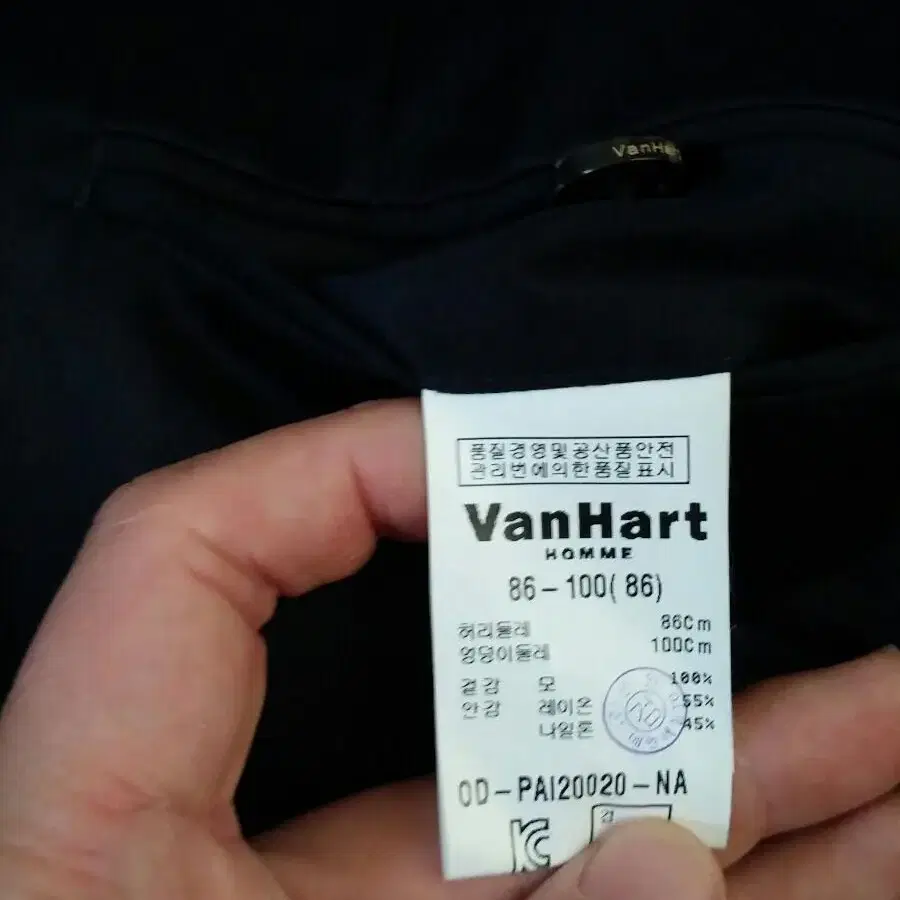 VanHa
품질경영및공산품안전
관리번에의한품질표시
VanHart
HOMME
86-100( 86)
허리둘레 86Cm
엉덩이둘레 100Cm
겉감 모 100%
안감 레이온 55%
나일론 45%
OD-PAI20020-NA